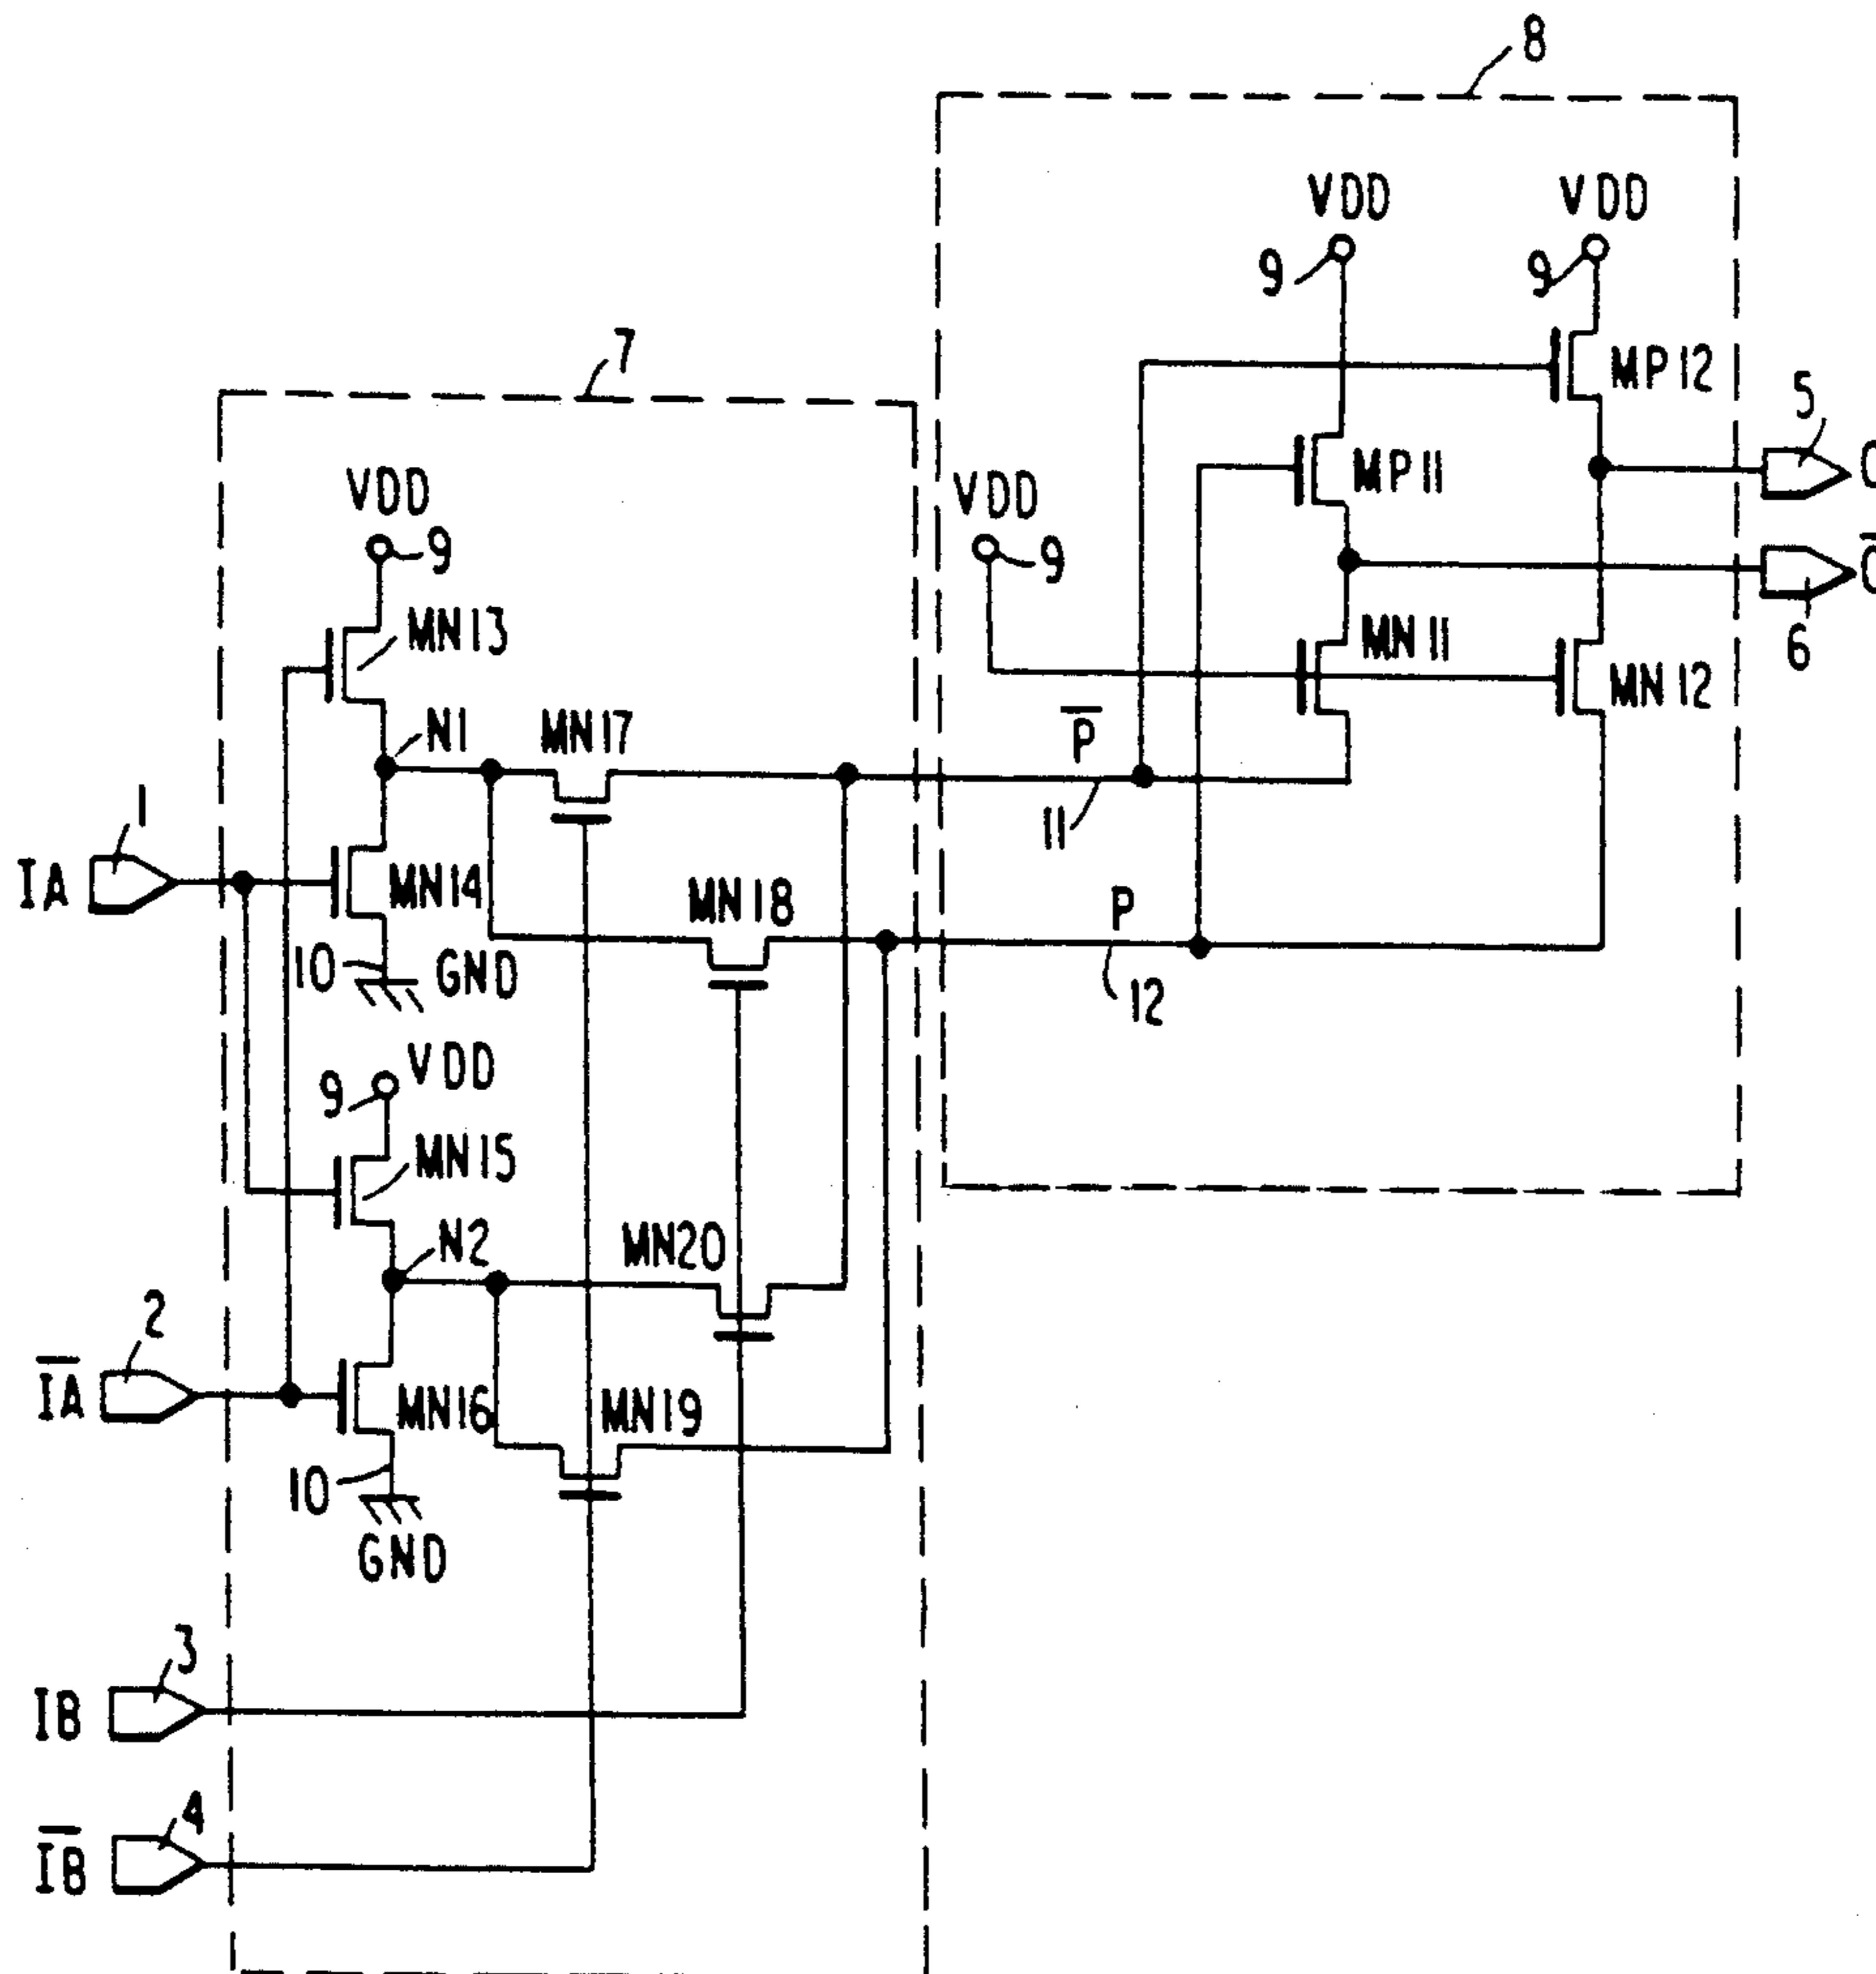 8
VDD VDD
9 9
7
MP12
5
MP11
VDD VDD
9 9
MN13
MN11
6
MN12
N1 MN17 P̅
1
11
IA MN14 MN18 P
10 GND
12
9 VDD
MN15
N2 MN20
2
I̅A̅ MN16 MN19
10
GND
3
IB
4
I̅B̅